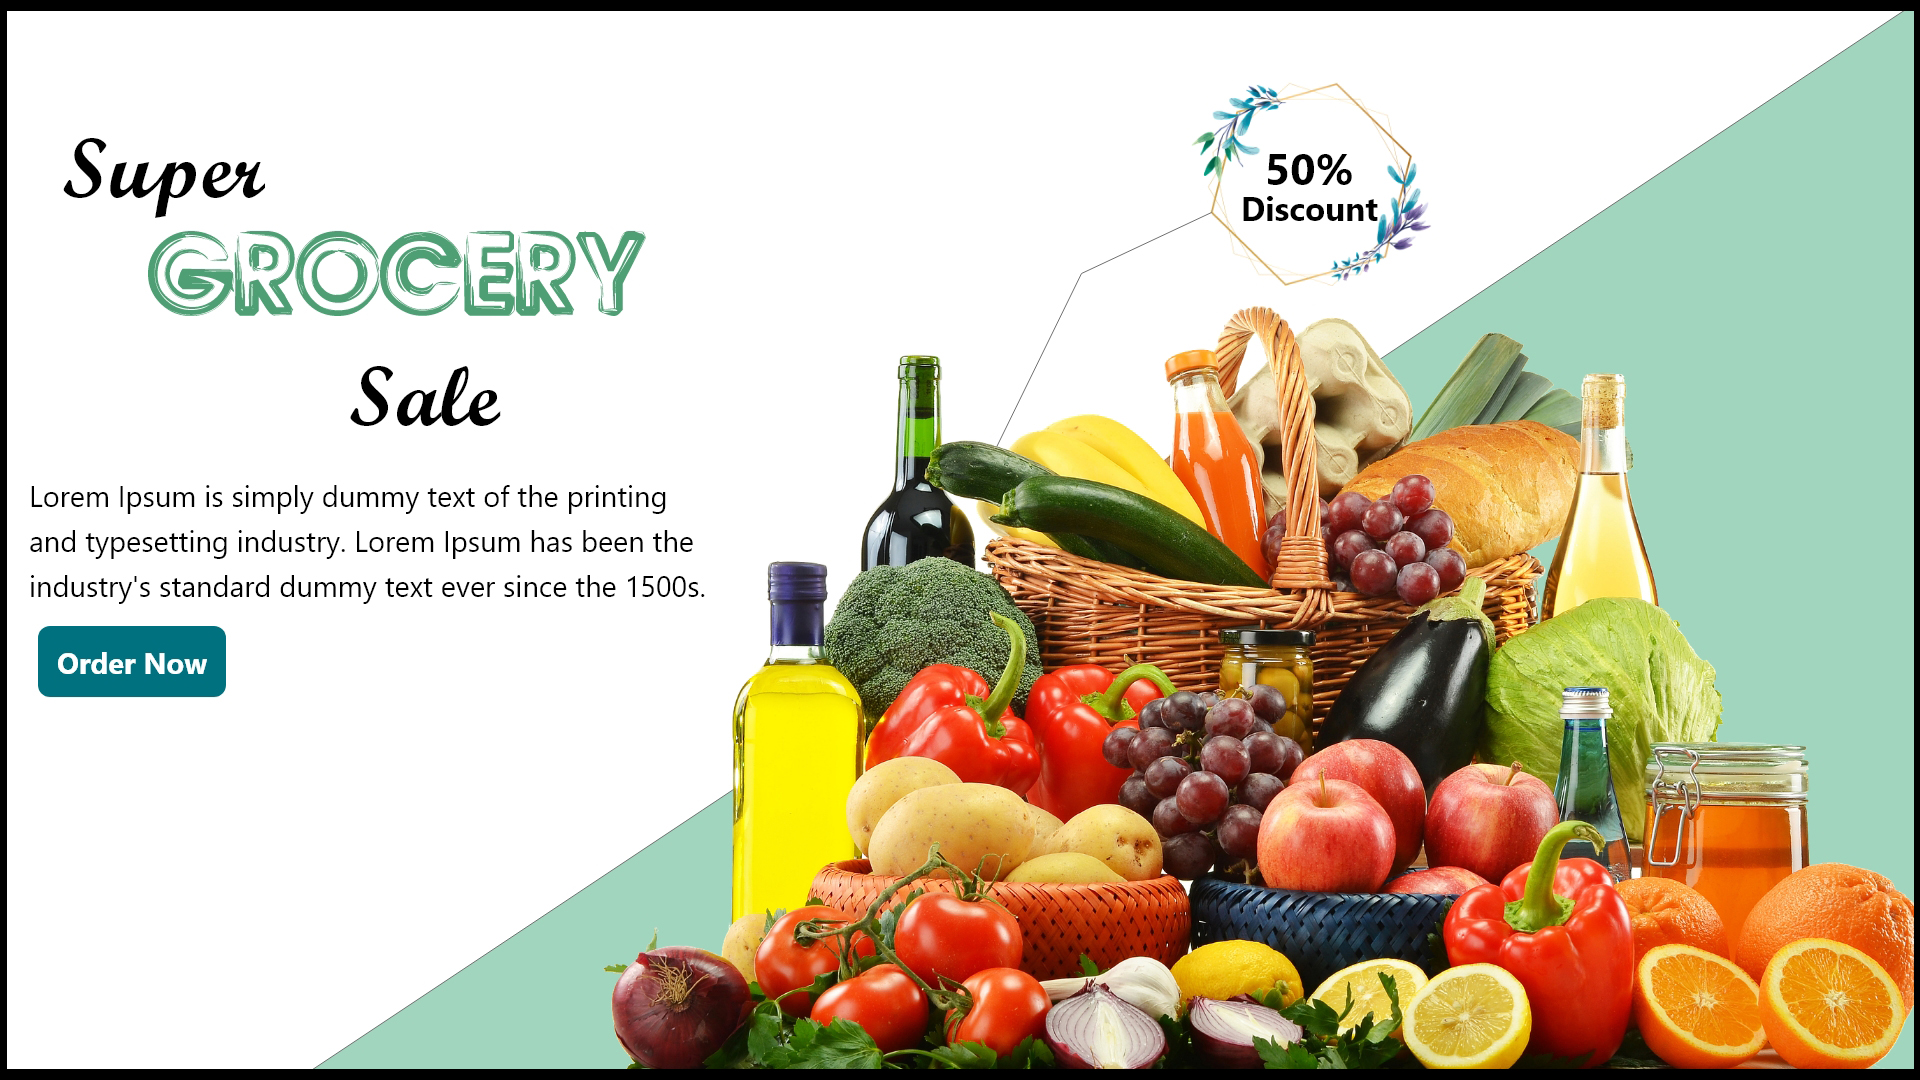 Super
GROCERY
Sale
Lorem Ipsum is simply dummy text of the printing
and typesetting industry. Lorem Ipsum has been the
industry's standard dummy text ever since the 1500s.
Order Now
50%
Discount